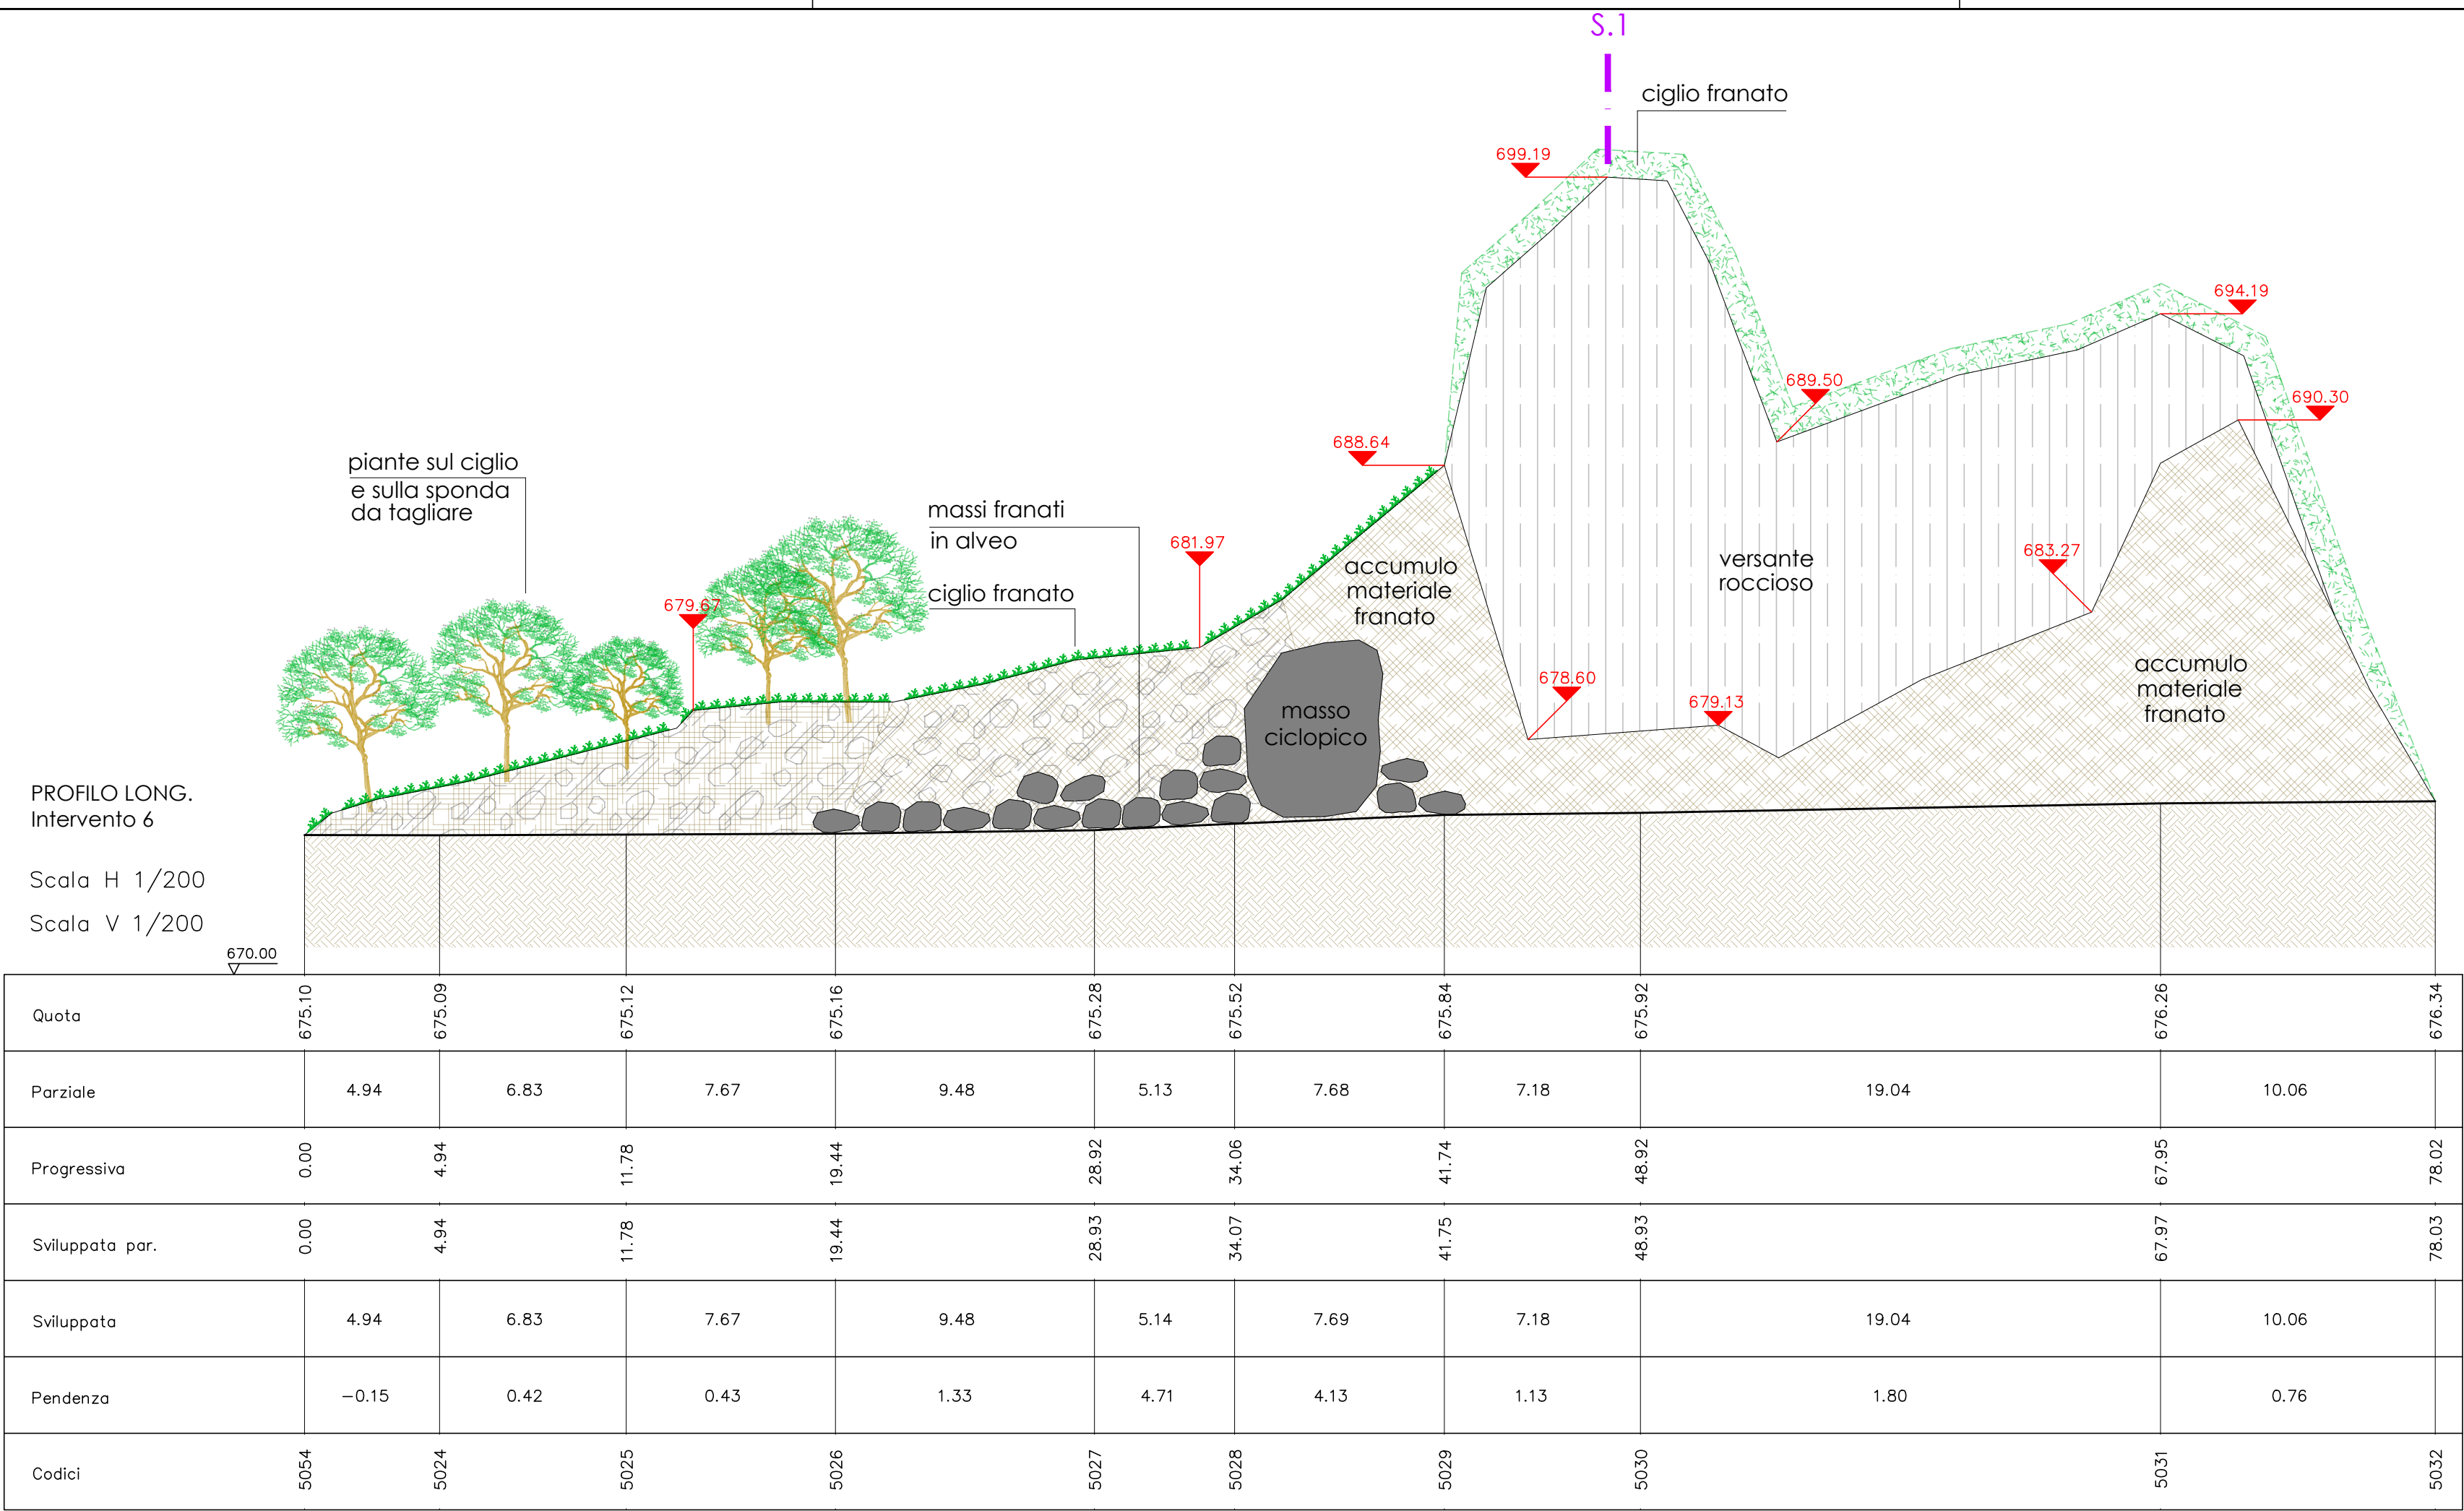 S.1
ciglio franato
699.19
694.19
689.50
690.30
688.64
piante sul ciglio
e sulla sponda
da tagliare
massi franati
in alveo
681.97
ciglio franato
679.67
accumulo
materiale
franato
versante
roccioso
683.27
678.60
679.13
masso
ciclopico
accumulo
materiale
franato
PROFILO LONG.
Intervento 6
Scala H 1/200
Scala V 1/200
670.00
Quota 675.10 675.09 675.12 675.16 675.28 675.52 675.84 675.92 676.26 676.34
Parziale 4.94 6.83 7.67 9.48 5.13 7.68 7.18 19.04 10.06
Progressiva 0.00 4.94 11.78 19.44 28.92 34.06 41.74 48.92 67.95 78.02
Sviluppata par. 0.00 4.94 11.78 19.44 28.93 34.07 41.75 48.93 67.97 78.03
Sviluppata 4.94 6.83 7.67 9.48 5.14 7.69 7.18 19.04 10.06
Pendenza -0.15 0.42 0.43 1.33 4.71 4.13 1.13 1.80 0.76
Codici 5054 5024 5025 5026 5027 5028 5029 5030 5031 5032